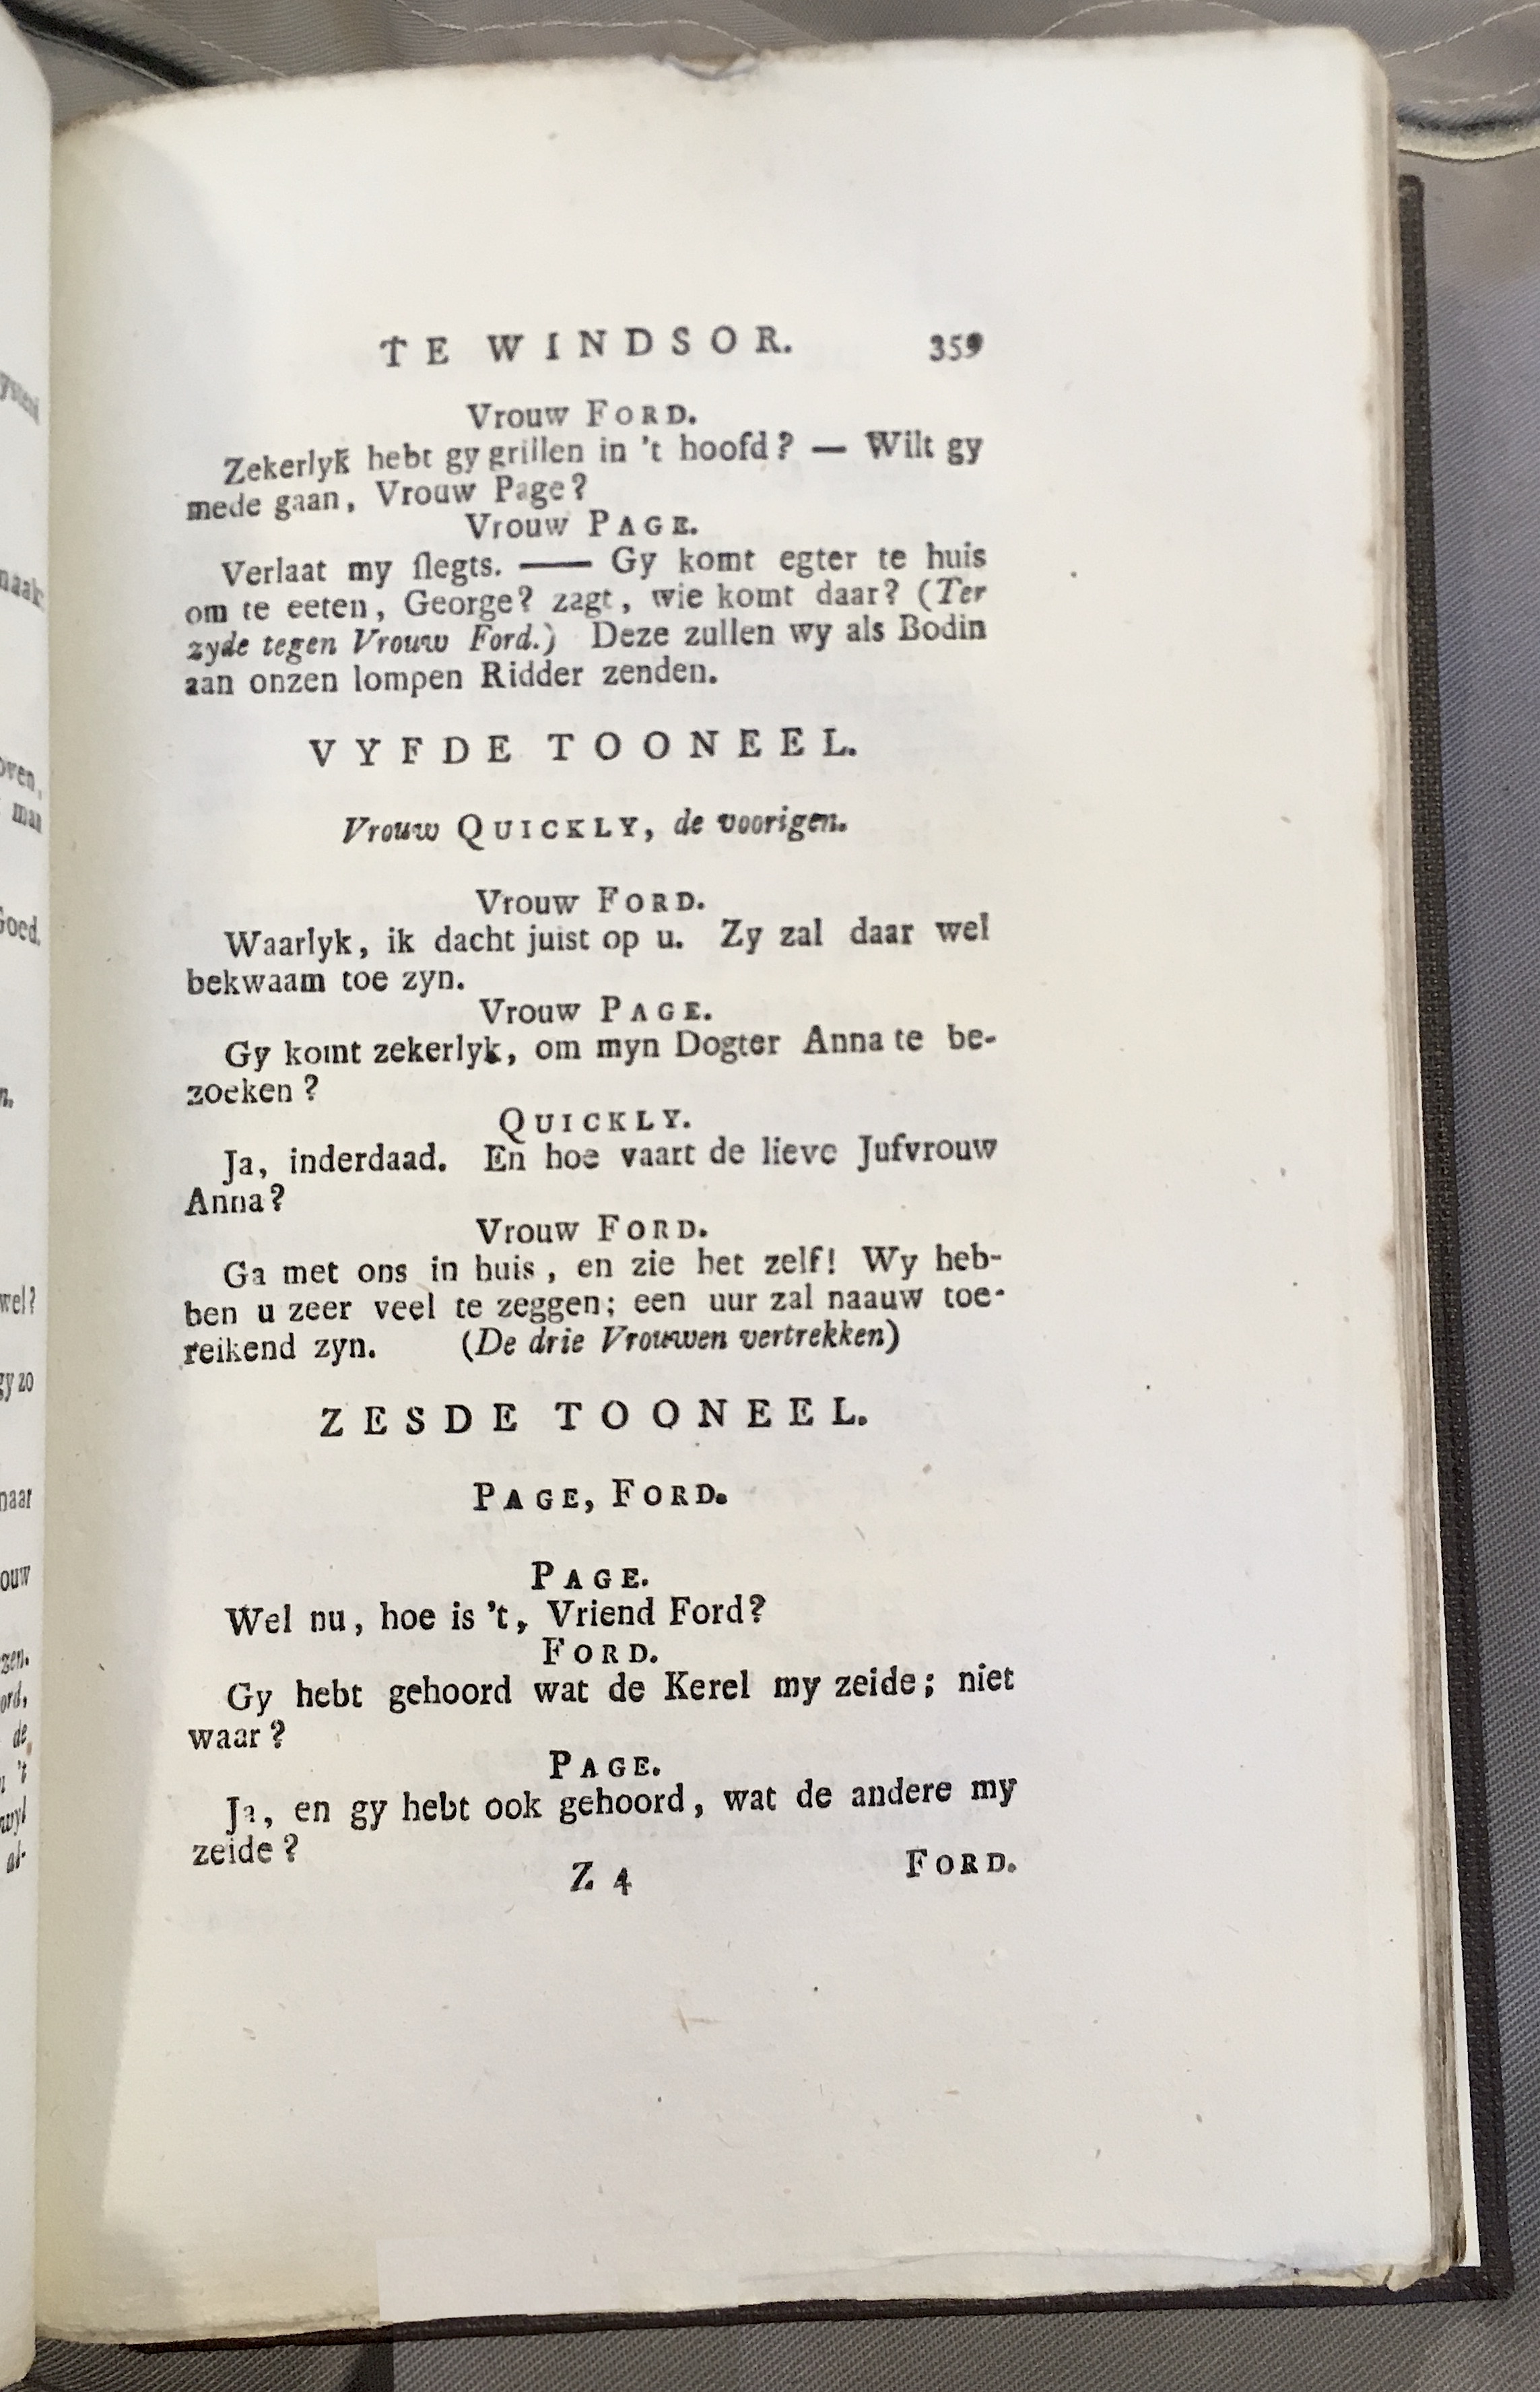 TE WINDSOR. 359
Vrouw FORD.
Zekerlyk hebt gy grillen in 't hoofd? — Wilt gy
mede gaan, Vrouw Page?
Vrouw PAGE.
Verlaat my slegts. —— Gy komt egter te huis
om te eeten, George? zagt, wie komt daar? (Ter
zyde tegen Vrouw Ford.) Deze zullen wy als Bodin
aan onzen lompen Ridder zenden.
VYFDE TOONEEL.
Vrouw QUICKLY, de voorigen.
Vrouw FORD.
Waarlyk, ik dacht juist op u. Zy zal daar wel
bekwaam toe zyn.
Vrouw PAGE.
Gy komt zekerlyk, om myn Dogter Anna te be-
zoeken?
QUICKLY.
Ja, inderdaad. En hoe vaart de lieve Jufvrouw
Anna?
Vrouw FORD.
Ga met ons in huis, en zie het zelf! Wy heb-
ben u zeer veel te zeggen; een uur zal naauw toe-
reikend zyn. (De drie Vrouwen vertrekken)
ZESDE TOONEEL.
PAGE, FORD.
PAGE.
Wel nu, hoe is 't, Vriend Ford?
FORD.
Gy hebt gehoord wat de Kerel my zeide; niet
waar?
PAGE.
Ja, en gy hebt ook gehoord, wat de andere my
zeide?
Z 4 FORD.